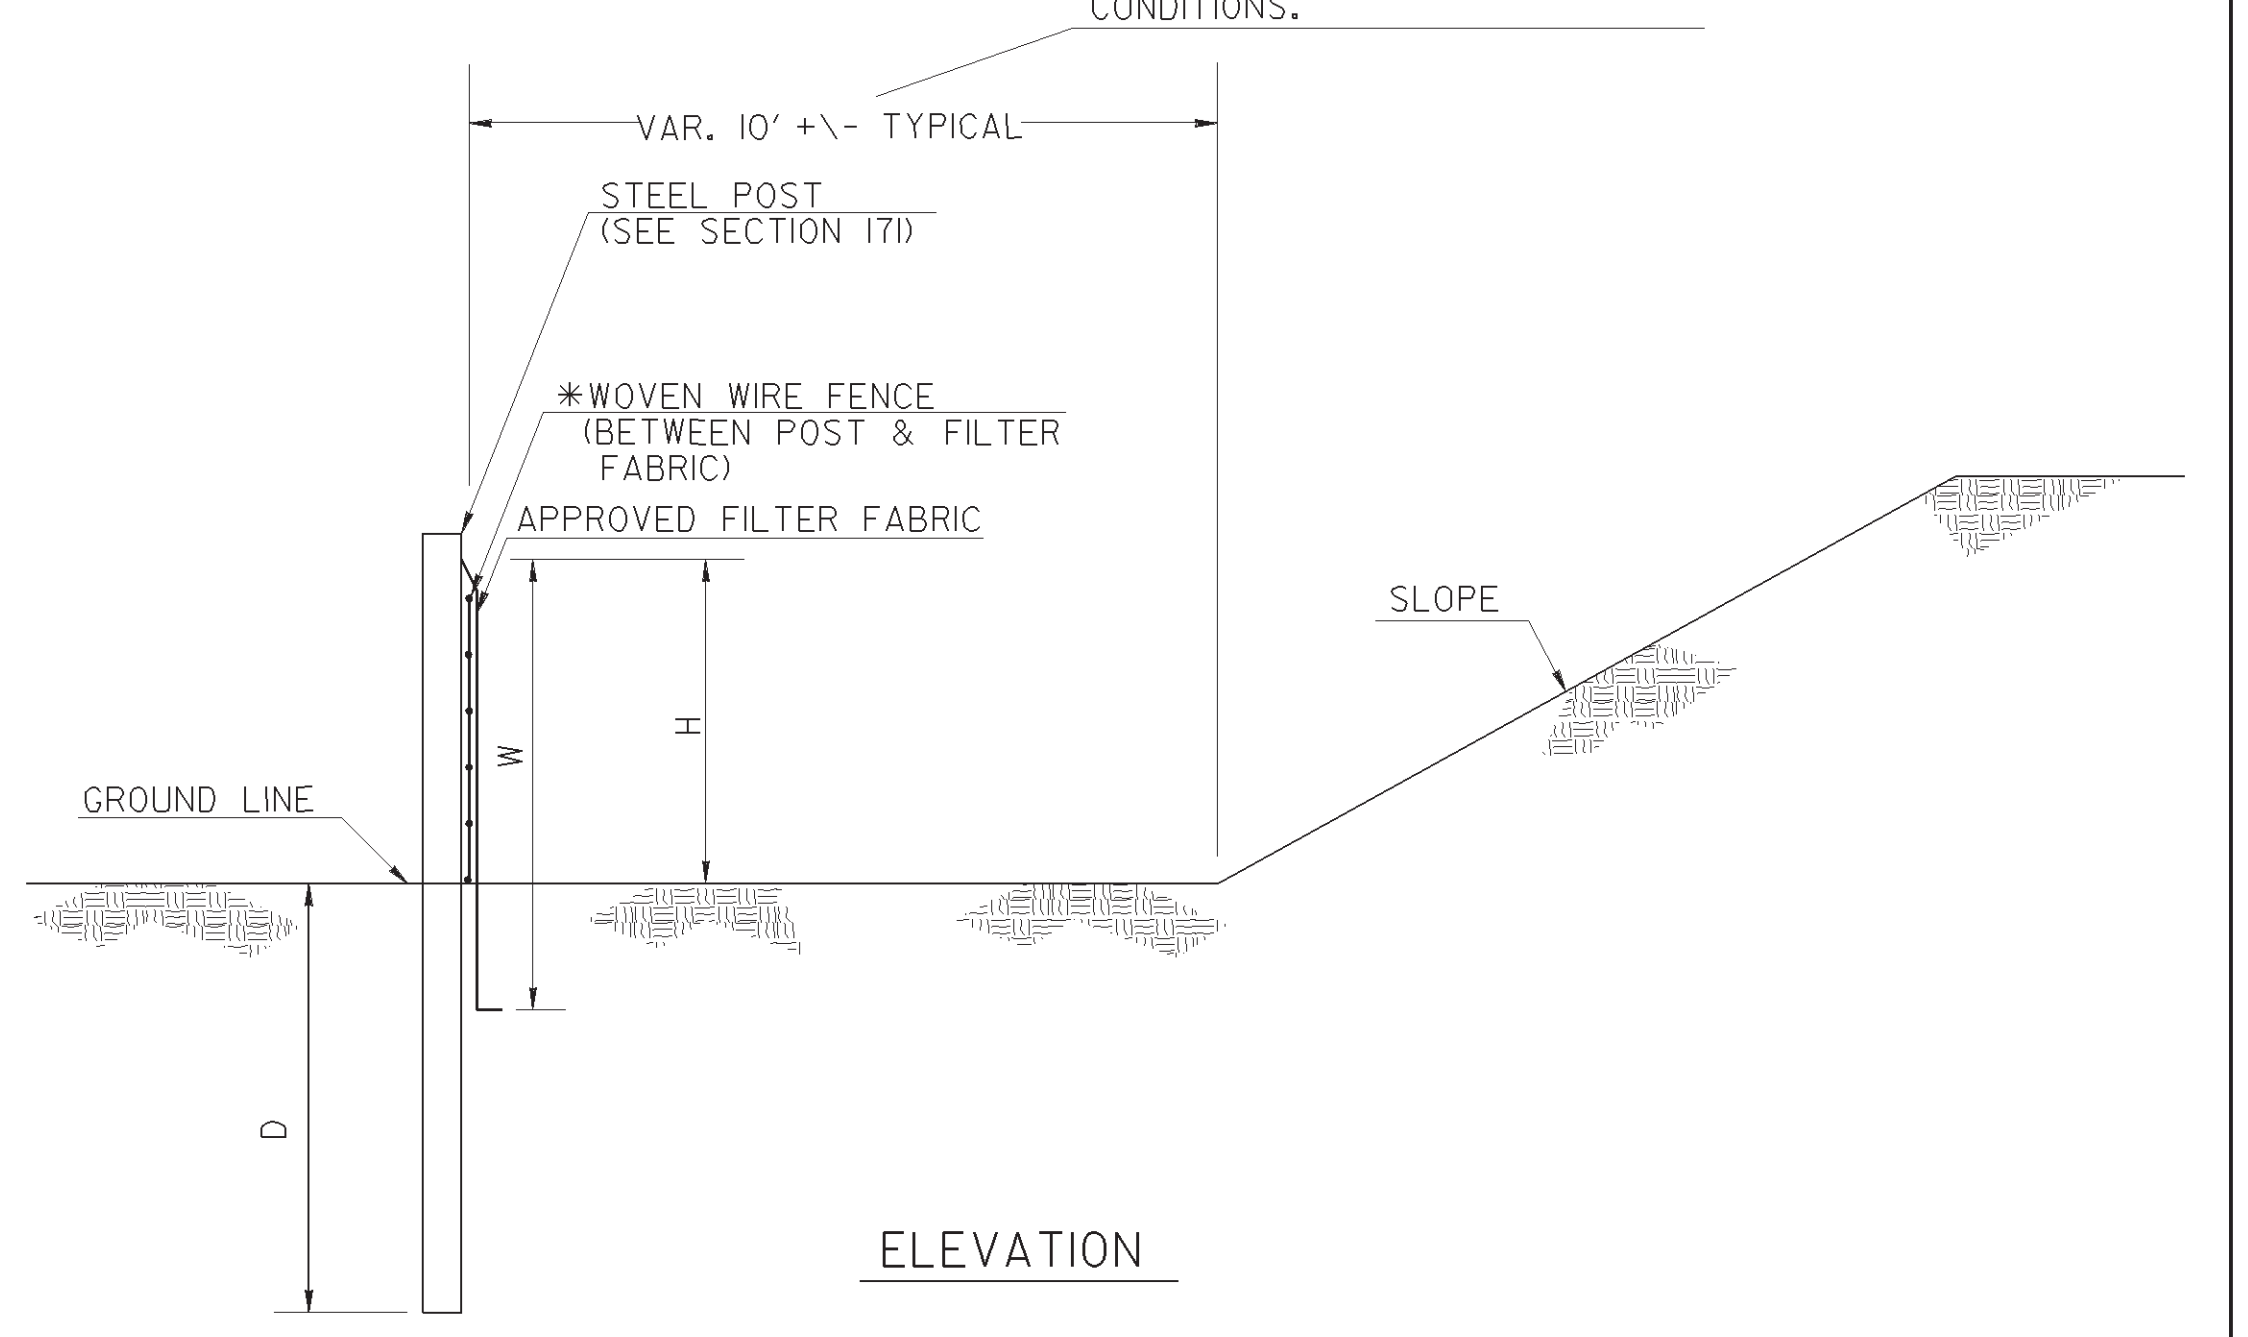 CONDITIONS.
VAR. 10' +\- TYPICAL
STEEL POST
(SEE SECTION 171)
*WOVEN WIRE FENCE
(BETWEEN POST & FILTER
FABRIC)
APPROVED FILTER FABRIC
SLOPE
H
W
GROUND LINE
D
ELEVATION